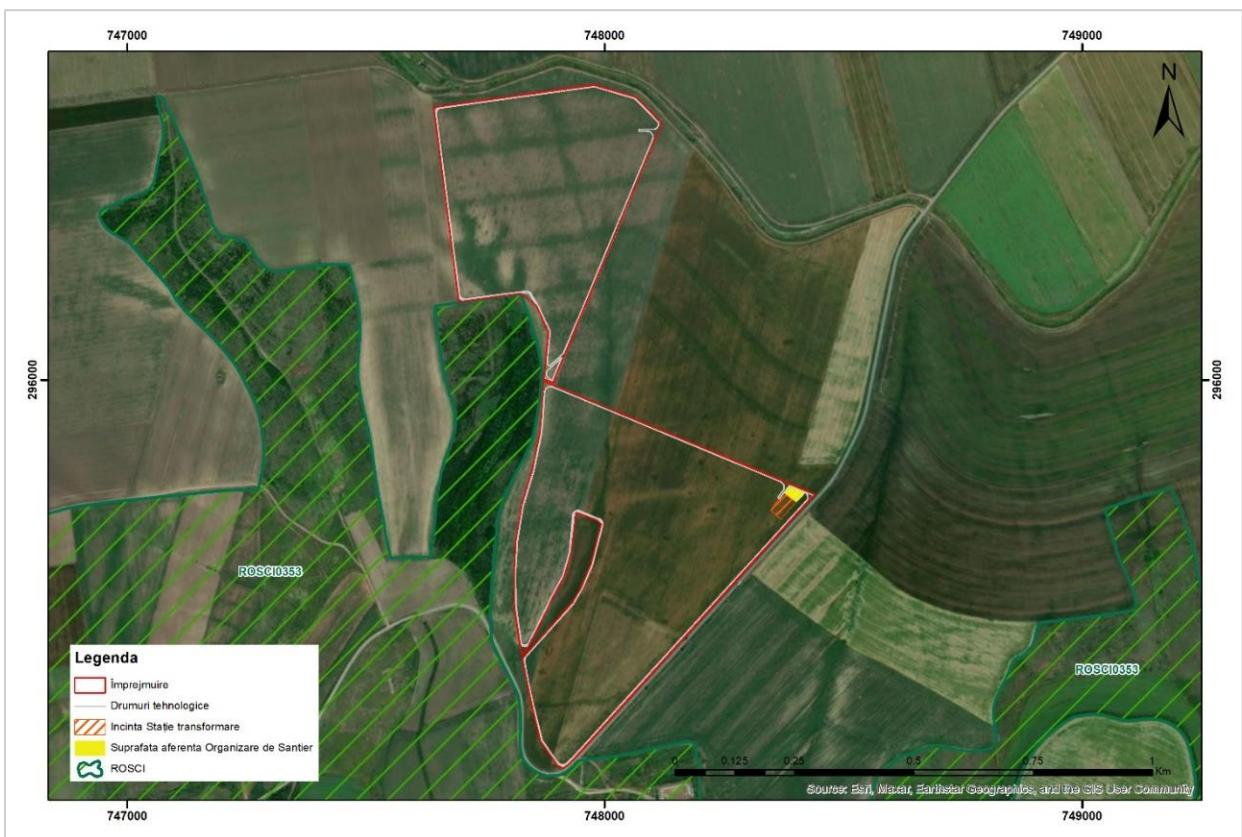 747000 748000 749000
N
296000 296000
ROSCI0353
ROSCI0353
Legenda
Împrejmuire
Drumuri tehnologice
Incinta Stație transformare
Suprafata aferenta Organizare de Santier
ROSCI
0 0.125 0.25 0.5 0.75 1
Km
Source: Esri, Maxar, Earthstar Geographics, and the GIS User Community
747000 748000 749000